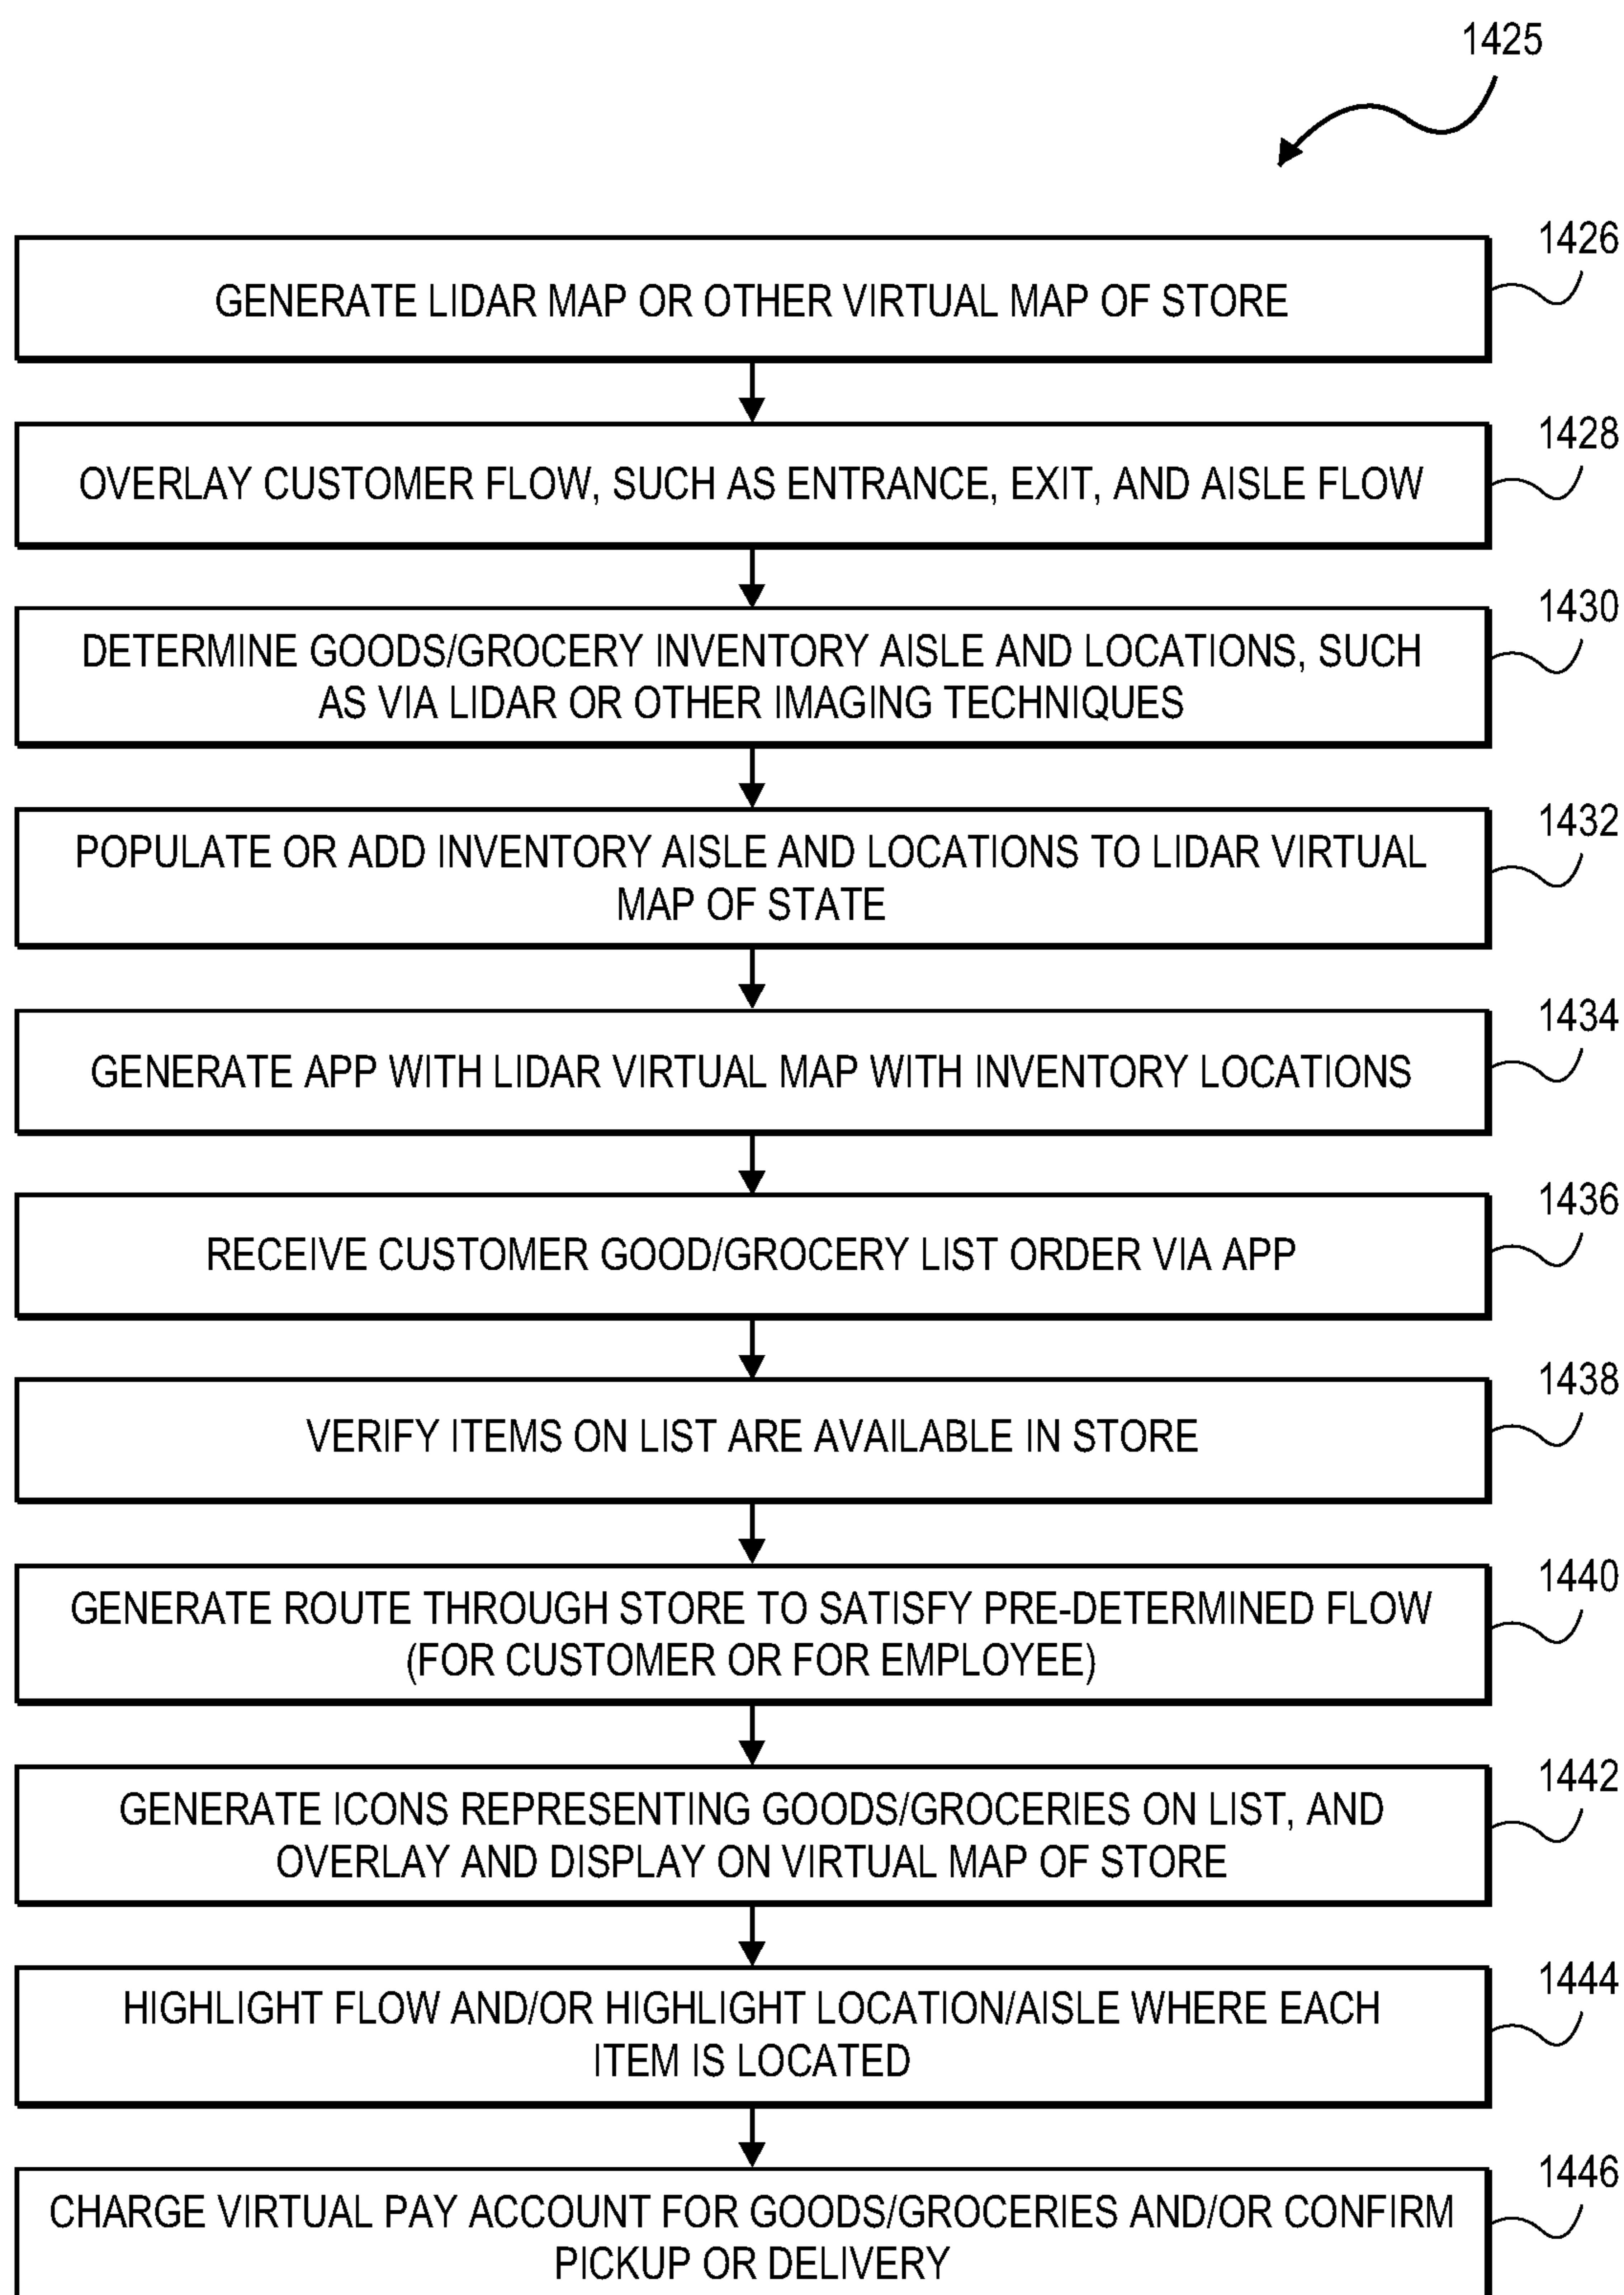 1425
1426
GENERATE LIDAR MAP OR OTHER VIRTUAL MAP OF STORE
1428
OVERLAY CUSTOMER FLOW, SUCH AS ENTRANCE, EXIT, AND AISLE FLOW
1430
DETERMINE GOODS/GROCERY INVENTORY AISLE AND LOCATIONS, SUCH
AS VIA LIDAR OR OTHER IMAGING TECHNIQUES
1432
POPULATE OR ADD INVENTORY AISLE AND LOCATIONS TO LIDAR VIRTUAL
MAP OF STATE
1434
GENERATE APP WITH LIDAR VIRTUAL MAP WITH INVENTORY LOCATIONS
1436
RECEIVE CUSTOMER GOOD/GROCERY LIST ORDER VIA APP
1438
VERIFY ITEMS ON LIST ARE AVAILABLE IN STORE
1440
GENERATE ROUTE THROUGH STORE TO SATISFY PRE-DETERMINED FLOW
(FOR CUSTOMER OR FOR EMPLOYEE)
1442
GENERATE ICONS REPRESENTING GOODS/GROCERIES ON LIST, AND
OVERLAY AND DISPLAY ON VIRTUAL MAP OF STORE
1444
HIGHLIGHT FLOW AND/OR HIGHLIGHT LOCATION/AISLE WHERE EACH
ITEM IS LOCATED
1446
CHARGE VIRTUAL PAY ACCOUNT FOR GOODS/GROCERIES AND/OR CONFIRM
PICKUP OR DELIVERY